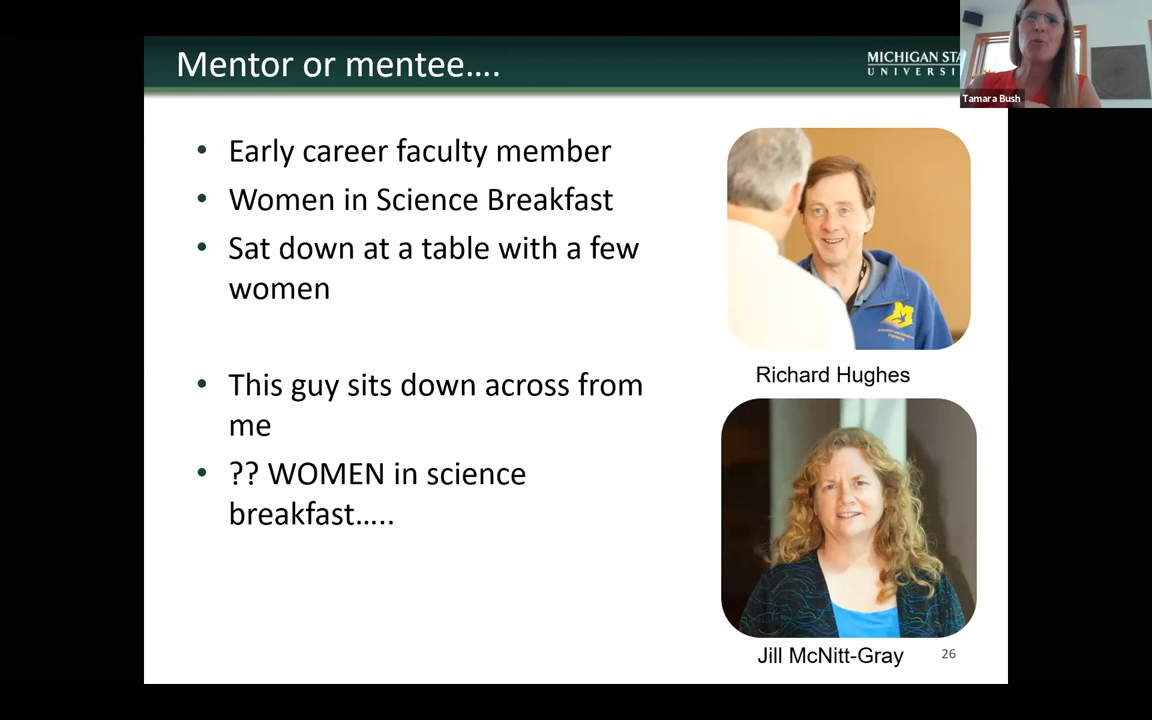 Mentor or mentee….
MICHIGAN STA
UNIVERSI
Tamara Bush
• Early career faculty member
• Women in Science Breakfast
• Sat down at a table with a few
women
• This guy sits down across from
me
• ?? WOMEN in science
breakfast…..
M
Richard Hughes
Jill McNitt-Gray
26